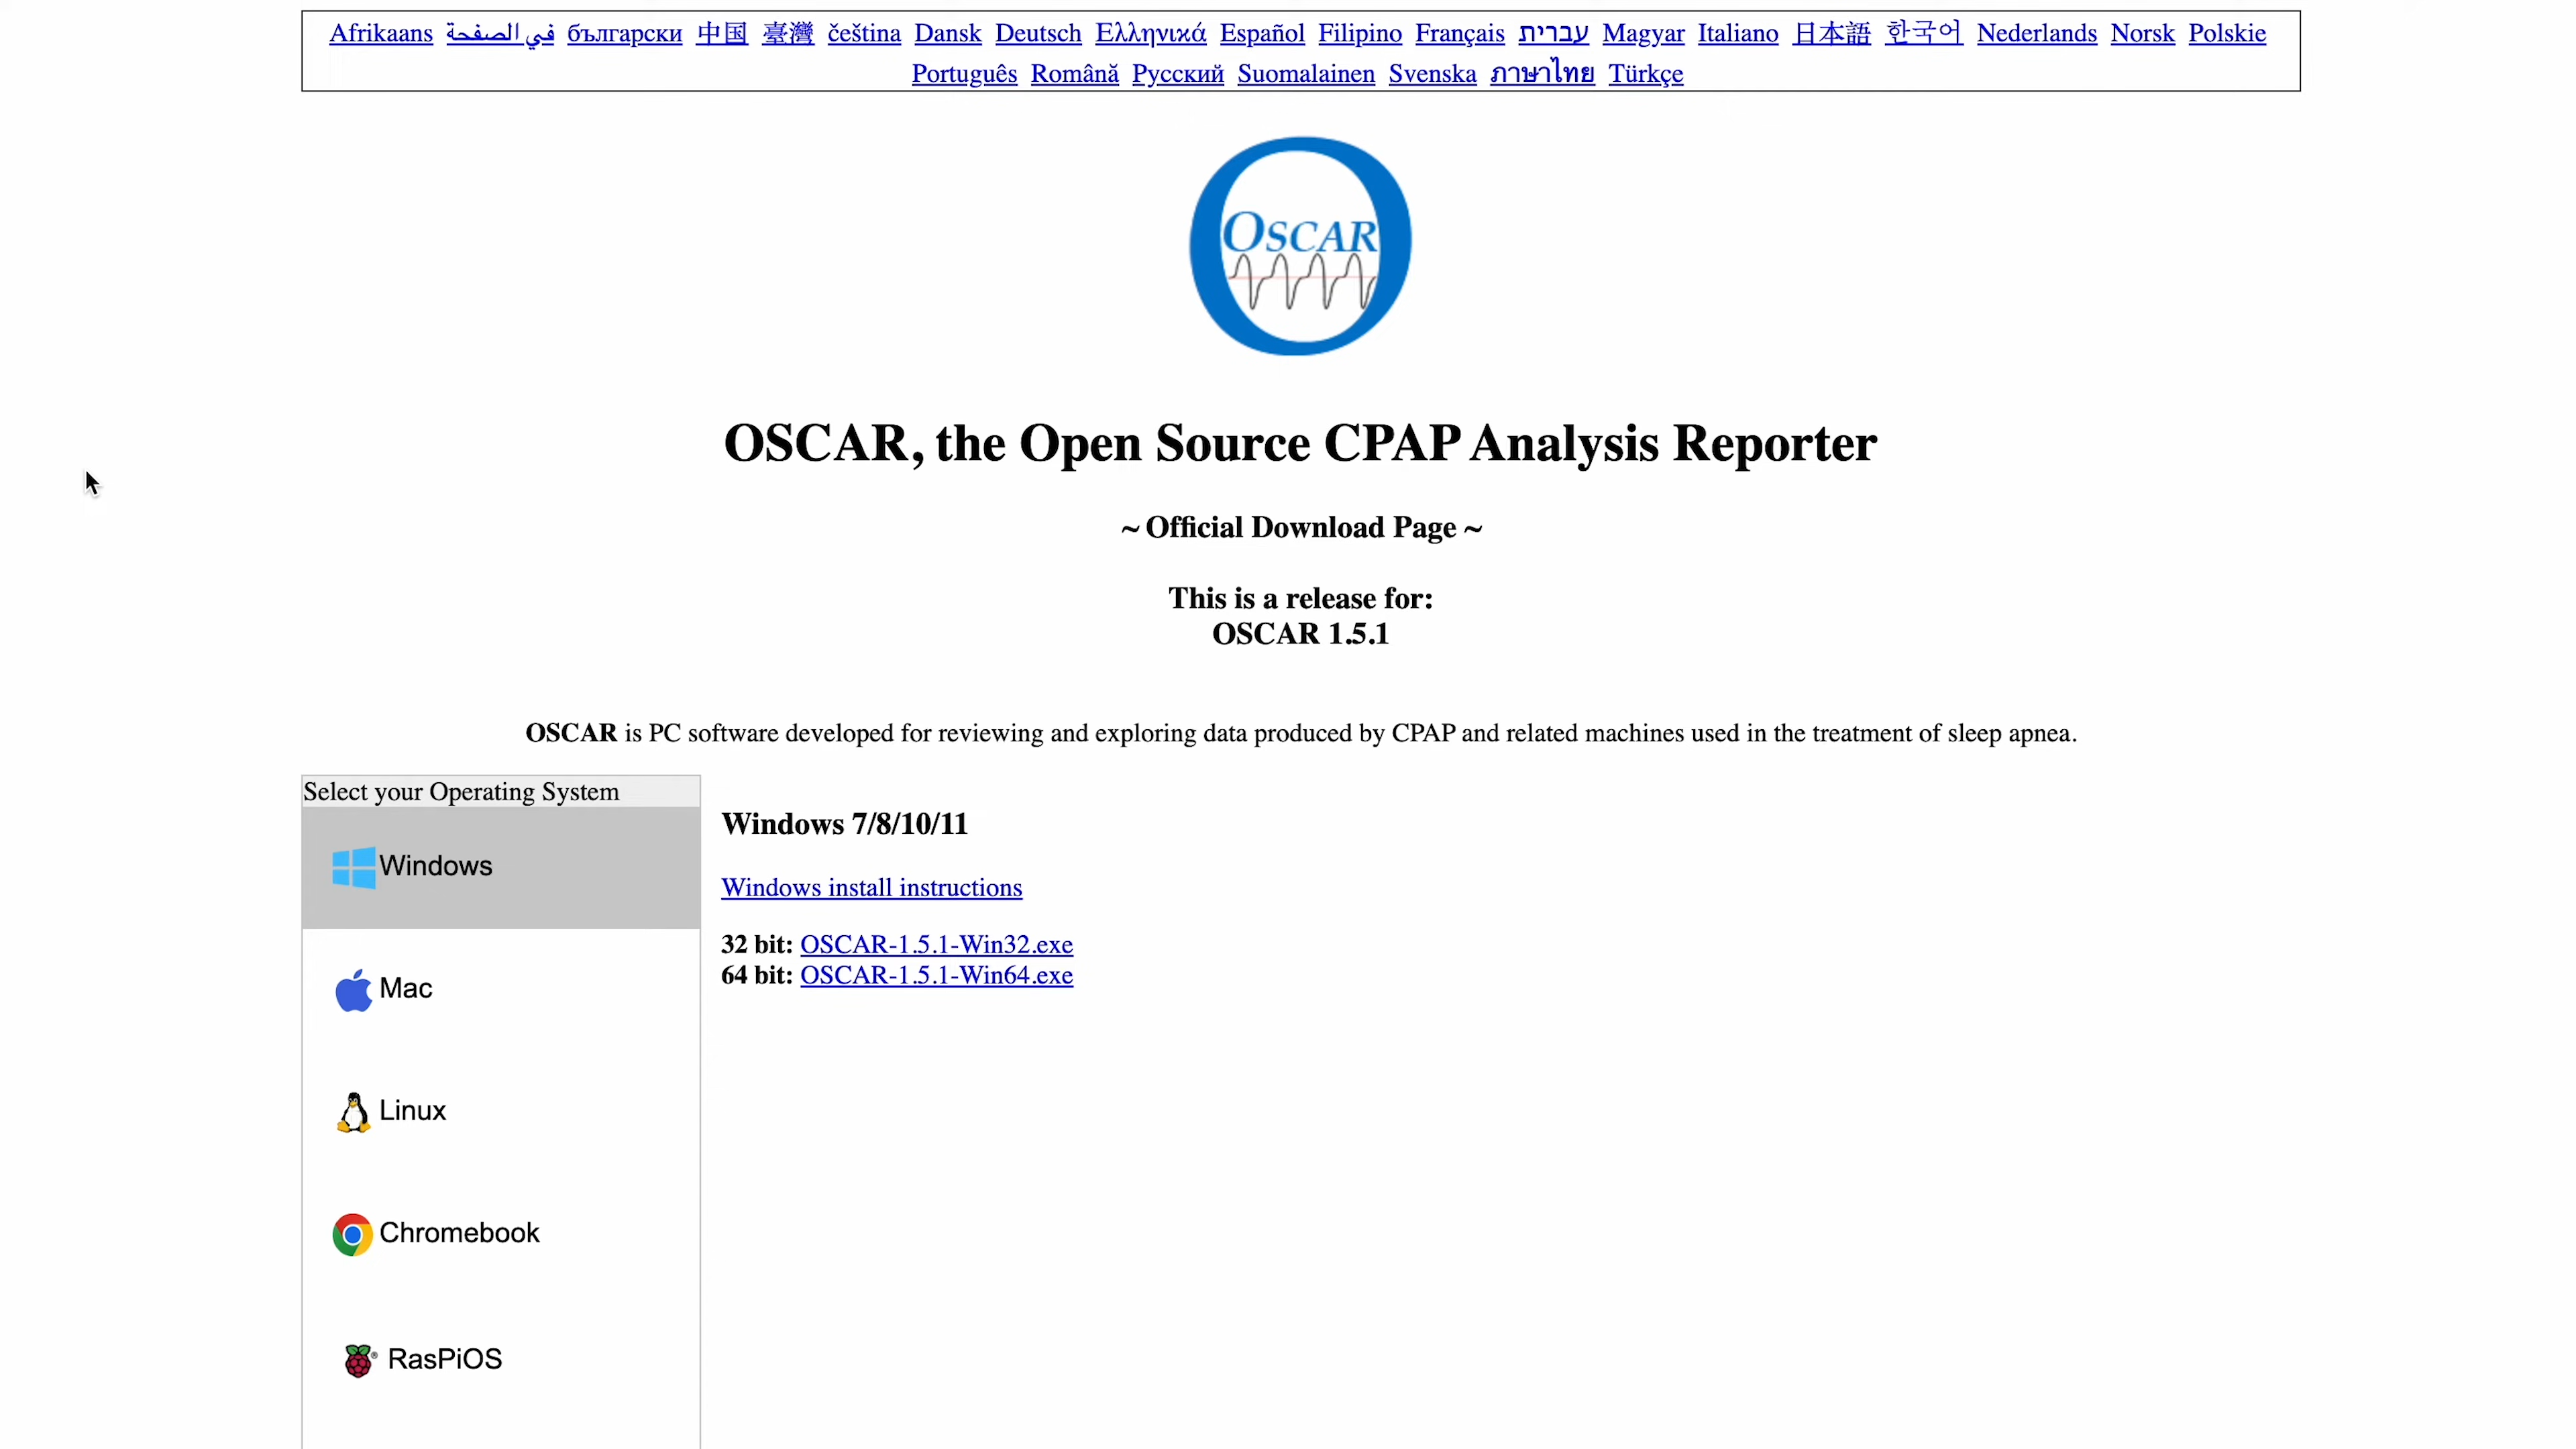 Afrikaans في الصفحة български 中国 臺灣 čeština Dansk Deutsch Ελληνικά Español Filipino Français עברית Magyar Italiano 日本語 한국어 Nederlands Norsk Polskie
Português Română Русский Suomalainen Svenska ภาษาไทย Türkçe
OSCAR
OSCAR, the Open Source CPAP Analysis Reporter
~ Official Download Page ~
This is a release for:
OSCAR 1.5.1
OSCAR is PC software developed for reviewing and exploring data produced by CPAP and related machines used in the treatment of sleep apnea.
Select your Operating System
Windows
Mac
Linux
Chromebook
RasPiOS
Windows 7/8/10/11
Windows install instructions
32 bit: OSCAR-1.5.1-Win32.exe
64 bit: OSCAR-1.5.1-Win64.exe